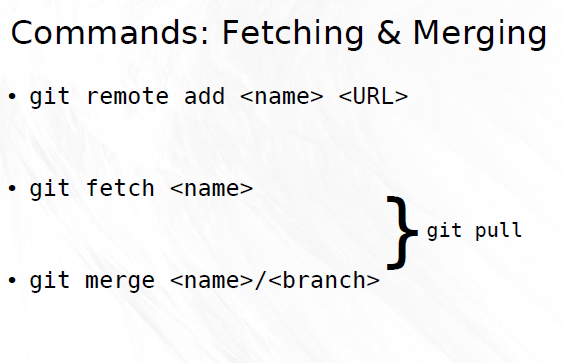 Commands: Fetching & Merging
• git remote add <name> <URL>
• git fetch <name>
} git pull
• git merge <name>/<branch>